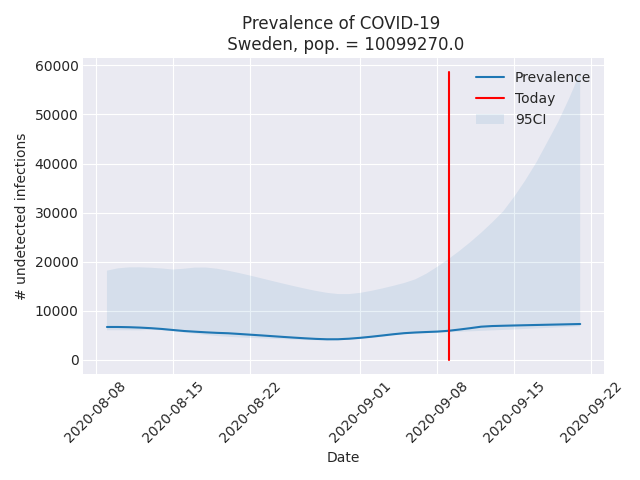 Prevalence of COVID-19
Sweden, pop. = 10099270.0
Prevalence
Today
95CI
60000
50000
40000
30000
20000
10000
0
# undetected infections
2020-08-08
2020-08-15
2020-08-22
2020-09-01
2020-09-08
2020-09-15
2020-09-22
Date